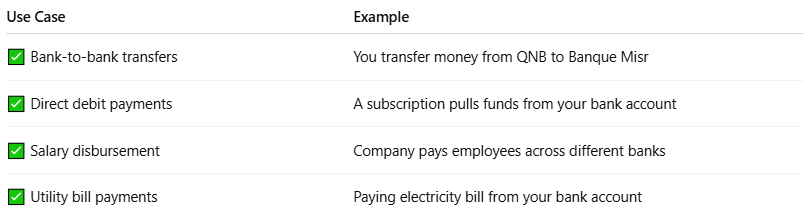 Use Case Example
✅ Bank-to-bank transfers You transfer money from QNB to Banque Misr
✅ Direct debit payments A subscription pulls funds from your bank account
✅ Salary disbursement Company pays employees across different banks
✅ Utility bill payments Paying electricity bill from your bank account